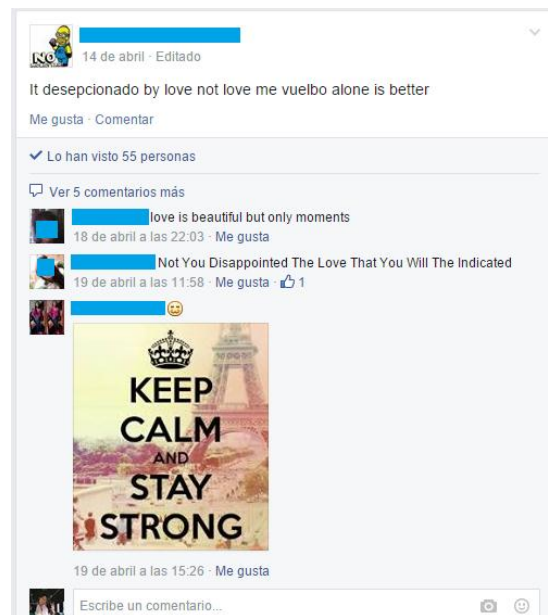 NO
14 de abril · Editado
It desepcionado by love not love me vuelbo alone is better
Me gusta · Comentar
Lo han visto 55 personas
Ver 5 comentarios más
love is beautiful but only moments
18 de abril a las 22:03 · Me gusta
Not You Disappointed The Love That You Will The Indicated
19 de abril a las 11:58 · Me gusta · 1
KEEP
CALM
AND
STAY
STRONG
19 de abril a las 15:26 · Me gusta
Escribe un comentario...